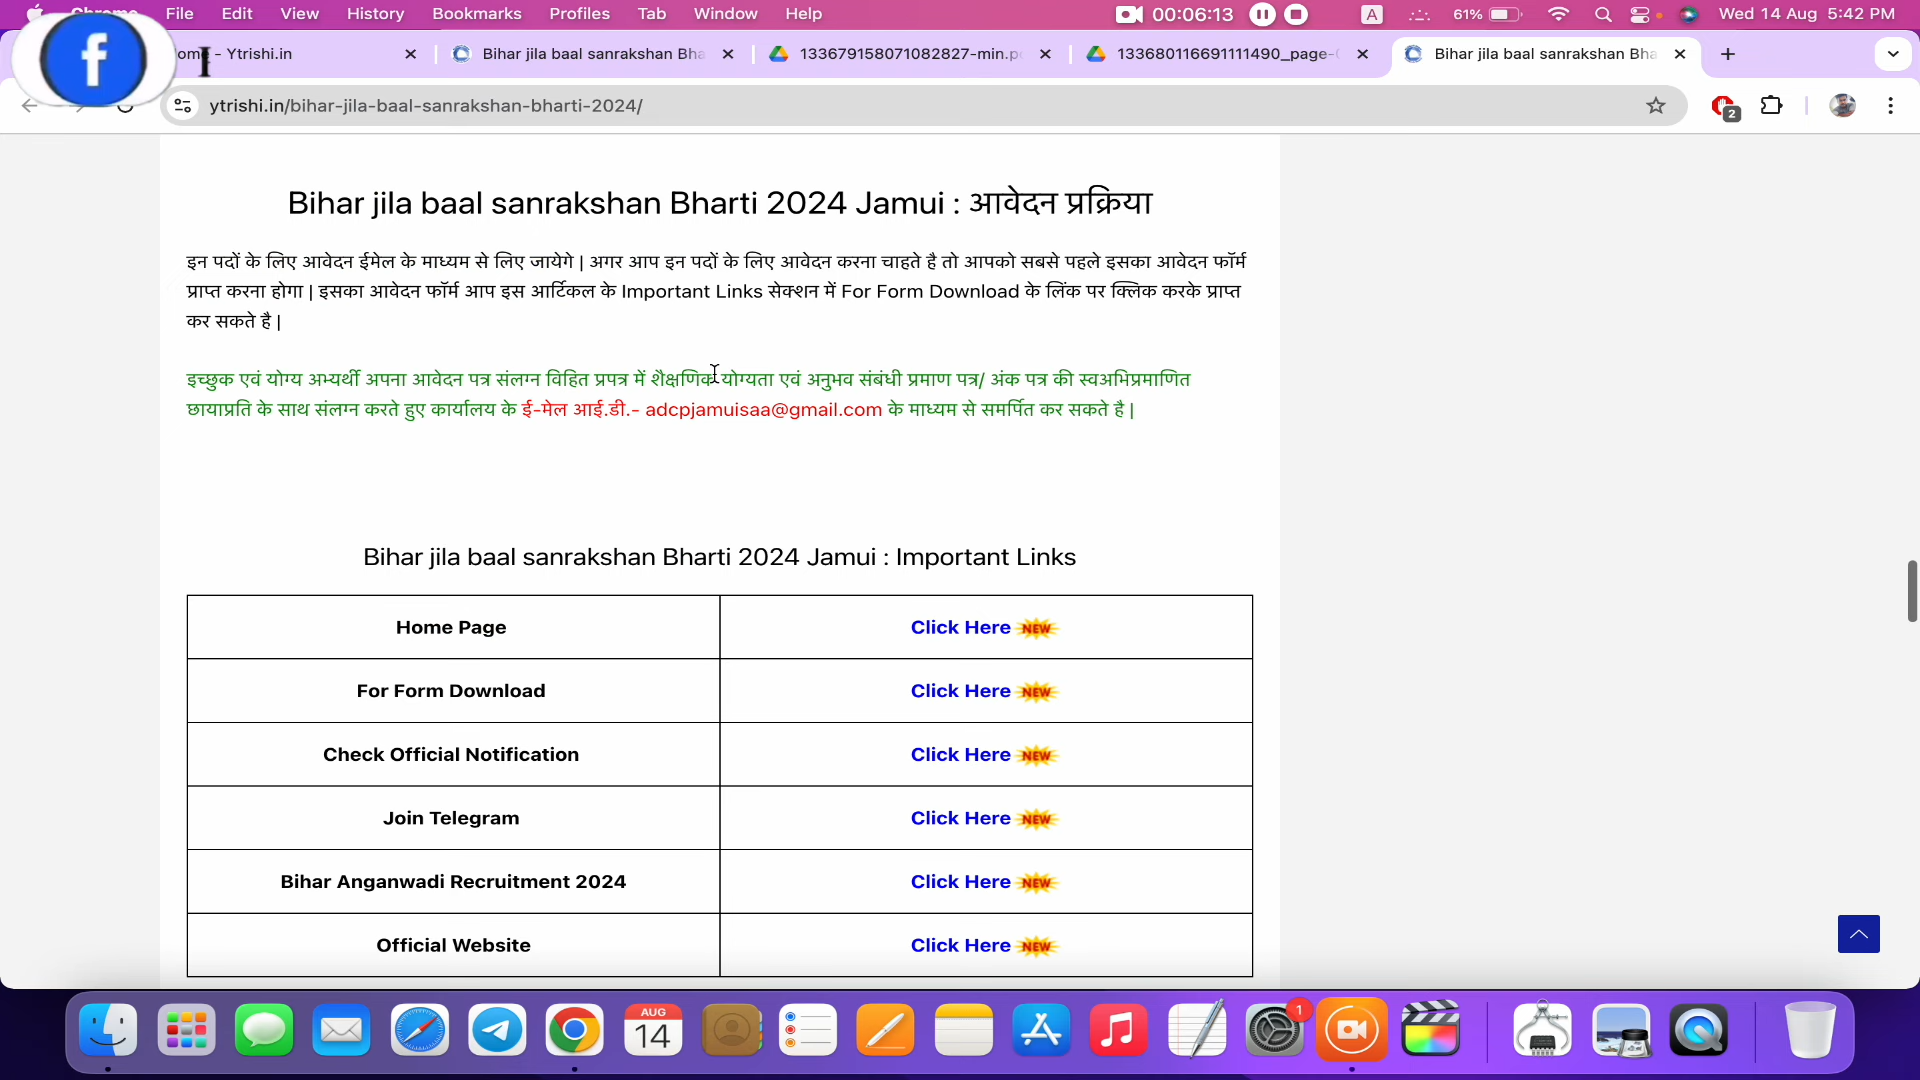 Chrome File Edit View History Bookmarks Profiles Tab Window Help 00:06:13 A 61% Wed 14 Aug 5:42 PM
ome - Ytrishi.in Bihar jila baal sanrakshan Bha 133679158071082827-min.p 133680116691111490_page- Bihar jila baal sanrakshan Bha
ytrishi.in/bihar-jila-baal-sanrakshan-bharti-2024/ 2
Bihar jila baal sanrakshan Bharti 2024 Jamui : आवेदन प्रक्रिया
इन पदों के लिए आवेदन ईमेल के माध्यम से लिए जायेगे | अगर आप इन पदों के लिए आवेदन करना चाहते है तो आपको सबसे पहले इसका आवेदन फॉर्म
प्राप्त करना होगा | इसका आवेदन फॉर्म आप इस आर्टिकल के Important Links सेक्शन में For Form Download के लिंक पर क्लिक करके प्राप्त
कर सकते है |
इच्छुक एवं योग्य अभ्यर्थी अपना आवेदन पत्र संलग्न विहित प्रपत्र में शैक्षणिक योग्यता एवं अनुभव संबंधी प्रमाण पत्र/ अंक पत्र की स्वअभिप्रमाणित
छायाप्रति के साथ संलग्न करते हुए कार्यालय के ई-मेल आई.डी.- adcpjamuisaa@gmail.com के माध्यम से समर्पित कर सकते है |
Bihar jila baal sanrakshan Bharti 2024 Jamui : Important Links
Home Page Click Here NEW
For Form Download Click Here NEW
Check Official Notification Click Here NEW
Join Telegram Click Here NEW
Bihar Anganwadi Recruitment 2024 Click Here NEW
Official Website Click Here NEW
AUG
14
1